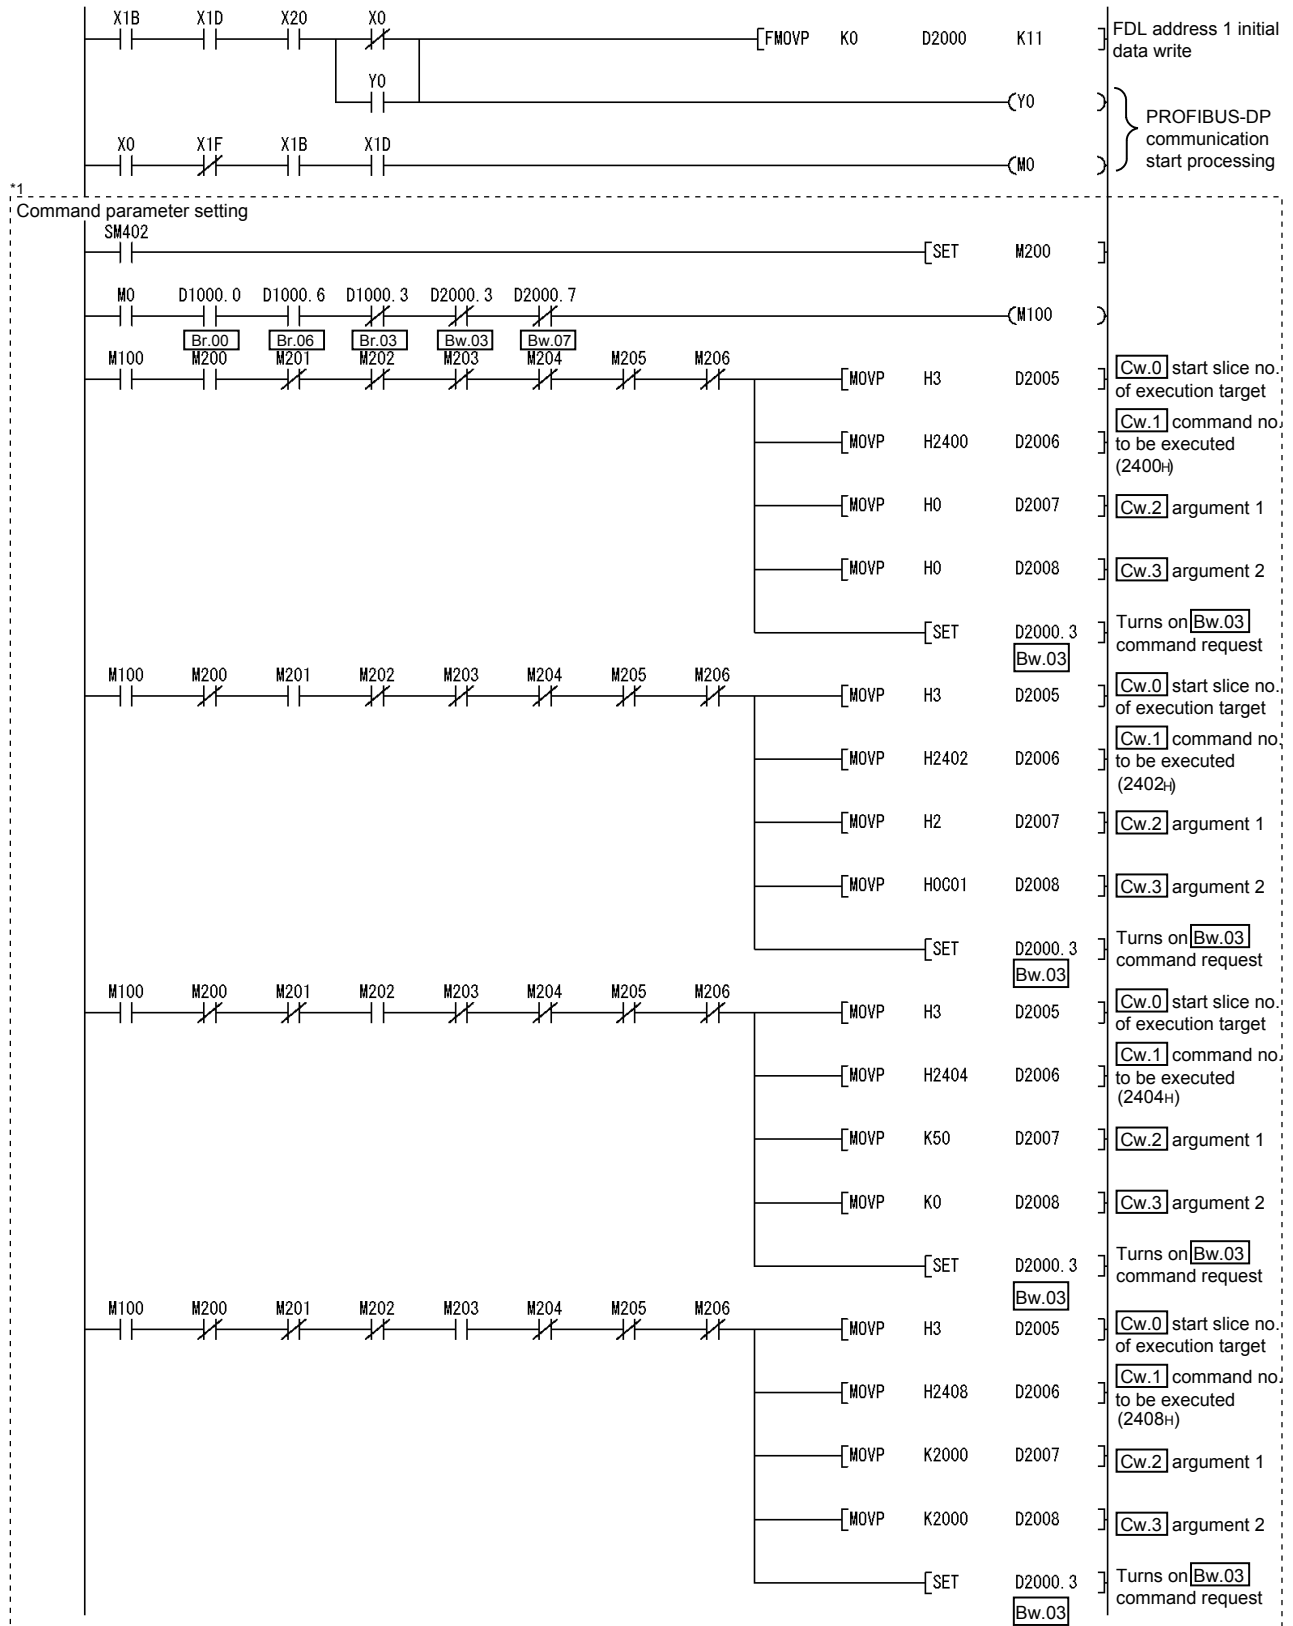 X1B X1D X20 X0
FMOVP K0 D2000 K11
FDL address 1 initial
data write
Y0
Y0
PROFIBUS-DP
communication
start processing
X0 X1F X1B X1D
M0
*1
Command parameter setting
SM402
SET M200
M0 D1000.0 D1000.6 D1000.3 D2000.3 D2000.7
M100
Br.00 Br.06 Br.03 Bw.03 Bw.07
M100 M200 M201 M202 M203 M204 M205 M206
MOVP H3 D2005
Cw.0 start slice no.
of execution target
MOVP H2400 D2006
Cw.1 command no.
to be executed
(2400H)
MOVP H0 D2007
Cw.2 argument 1
MOVP H0 D2008
Cw.3 argument 2
SET D2000.3
Bw.03
Turns on Bw.03
command request
M100 M200 M201 M202 M203 M204 M205 M206
MOVP H3 D2005
Cw.0 start slice no.
of execution target
MOVP H2402 D2006
Cw.1 command no.
to be executed
(2402H)
MOVP H2 D2007
Cw.2 argument 1
MOVP H0C01 D2008
Cw.3 argument 2
SET D2000.3
Bw.03
Turns on Bw.03
command request
M100 M200 M201 M202 M203 M204 M205 M206
MOVP H3 D2005
Cw.0 start slice no.
of execution target
MOVP H2404 D2006
Cw.1 command no.
to be executed
(2404H)
MOVP K50 D2007
Cw.2 argument 1
MOVP K0 D2008
Cw.3 argument 2
SET D2000.3
Bw.03
Turns on Bw.03
command request
M100 M200 M201 M202 M203 M204 M205 M206
MOVP H3 D2005
Cw.0 start slice no.
of execution target
MOVP H2408 D2006
Cw.1 command no.
to be executed
(2408H)
MOVP K2000 D2007
Cw.2 argument 1
MOVP K2000 D2008
Cw.3 argument 2
SET D2000.3
Bw.03
Turns on Bw.03
command request